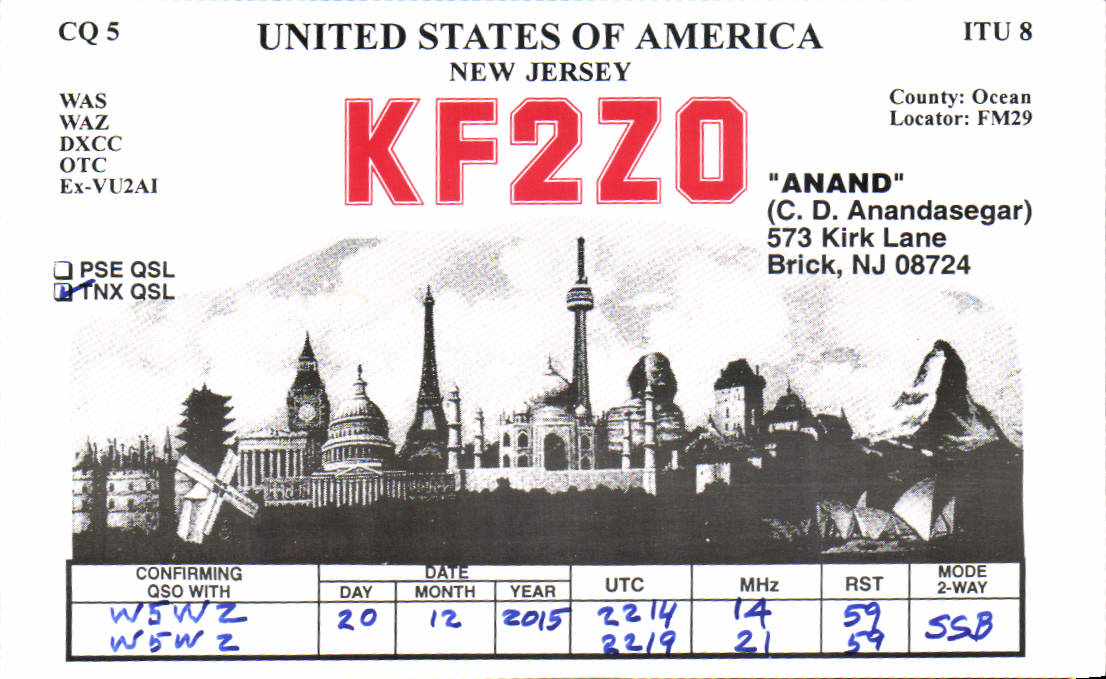 CQ 5
UNITED STATES OF AMERICA
ITU 8
NEW JERSEY
WAS
WAZ
DXCC
OTC
Ex-VU2AI
KF2ZO
County: Ocean
Locator: FM29
"ANAND"
(C. D. Anandasegar)
573 Kirk Lane
Brick, NJ 08724
PSE QSL
TNX QSL
CONFIRMING QSO WITH DATE DAY MONTH YEAR UTC MHz RST MODE 2-WAY
W5WZ 20 12 2015 2214 14 59 SSB
W5WZ 2219 21 59